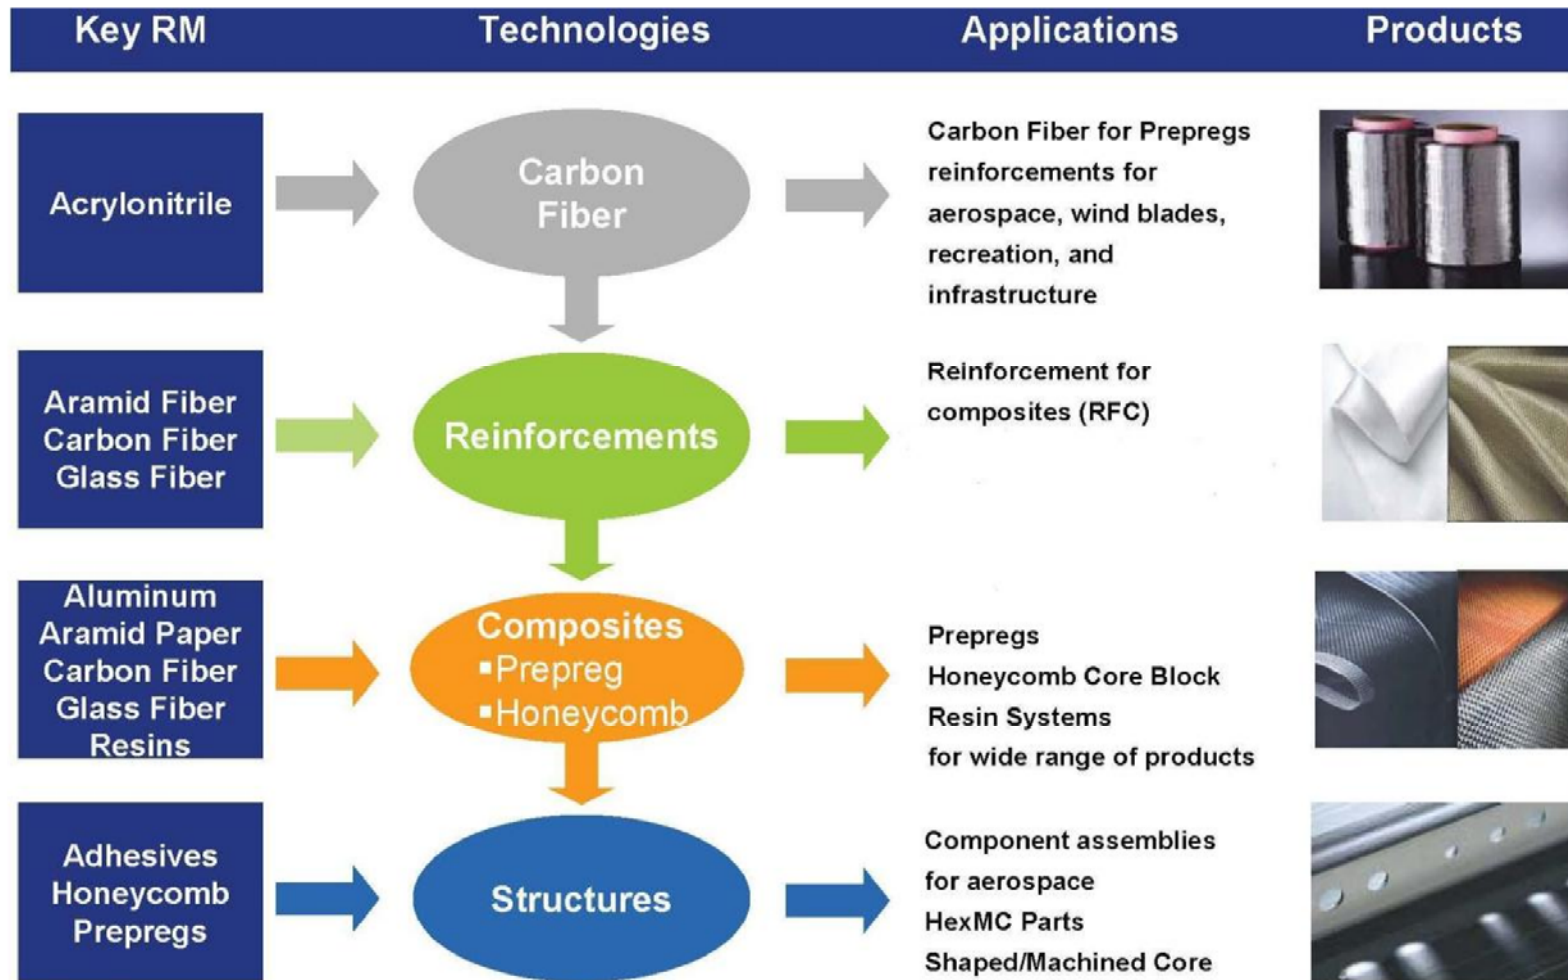 Key RM Technologies Applications Products
Acrylonitrile
Carbon
Fiber
Carbon Fiber for Prepregs
reinforcements for
aerospace, wind blades,
recreation, and
infrastructure
Aramid Fiber
Carbon Fiber
Glass Fiber
Reinforcements
Reinforcement for
composites (RFC)
Aluminum
Aramid Paper
Carbon Fiber
Glass Fiber
Resins
Composites
▪Prepreg
▪Honeycomb
Prepregs
Honeycomb Core Block
Resin Systems
for wide range of products
Adhesives
Honeycomb
Prepregs
Structures
Component assemblies
for aerospace
HexMC Parts
Shaped/Machined Core